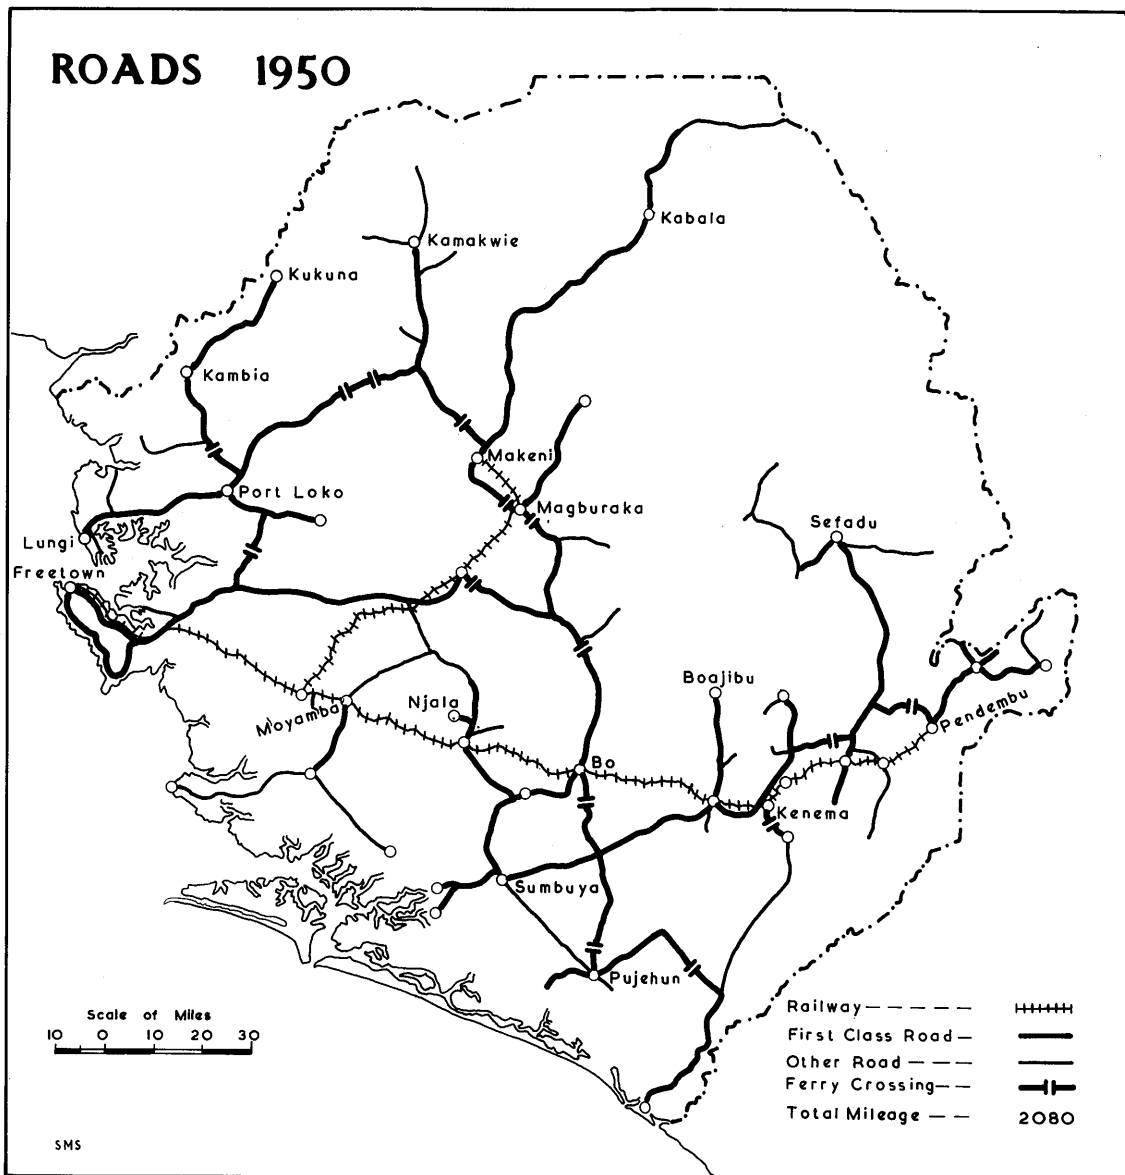 ROADS 1950
Kabala
Kamakwie
Kukuna
Kambia
Makeni
Port Loko
Magburaka
Sefadu
Lungi
Freetown
Boajibu
Njala
Moyamba
Pendembu
Bo
Kenema
Sumbuya
Pujehun
Scale of Miles
10 0 10 20 30
Railway
First Class Road
Other Road
Ferry Crossing
Total Mileage 2080
SMS